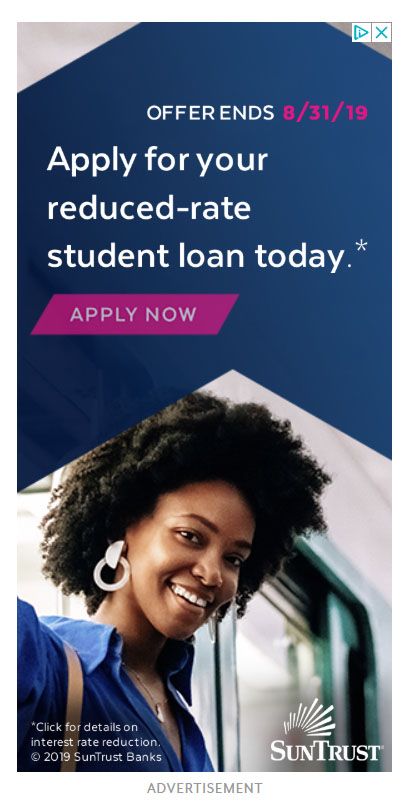 OFFER ENDS 8/31/19
Apply for your
reduced-rate
student loan today.*
APPLY NOW
*Click for details on
interest rate reduction.
© 2019 SunTrust Banks
SUNTRUST®
ADVERTISEMENT